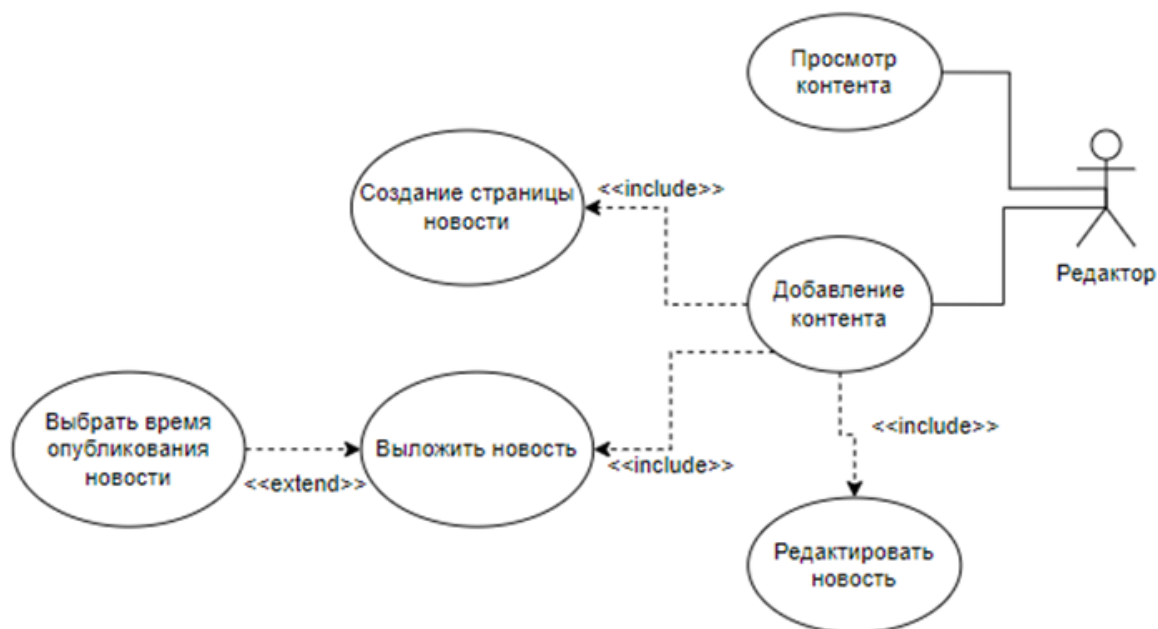 Просмотр
контента
Создание страницы
новости
<<include>>
Редактор
Добавление
контента
Выбрать время
опубликования
новости
<<extend>>
Выложить новость
<<include>>
<<include>>
Редактировать
новость